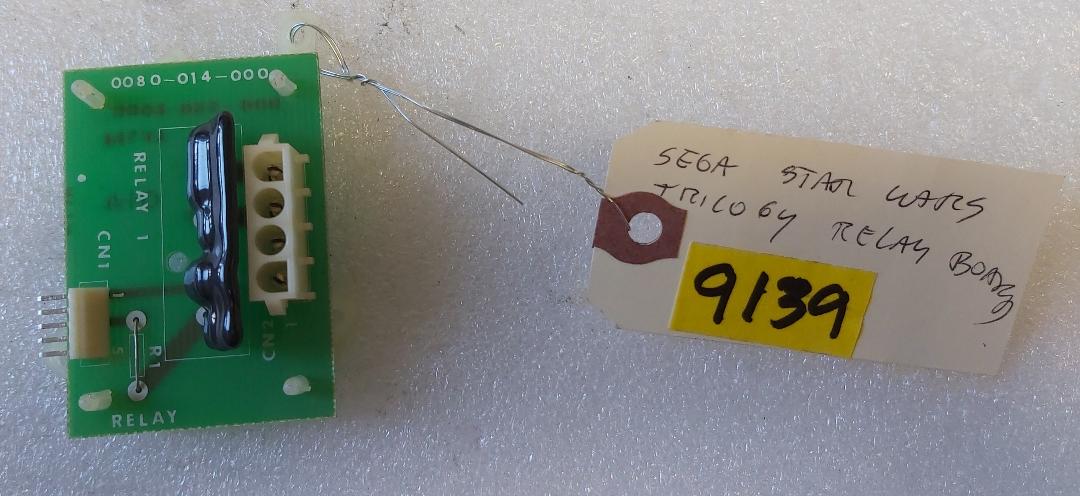 0080-014-000
RELAY 1
CN1
1
5
R1
CN2
1
RELAY
SEGA STAR WARS
TRILOGY RELAY BOARD
9139